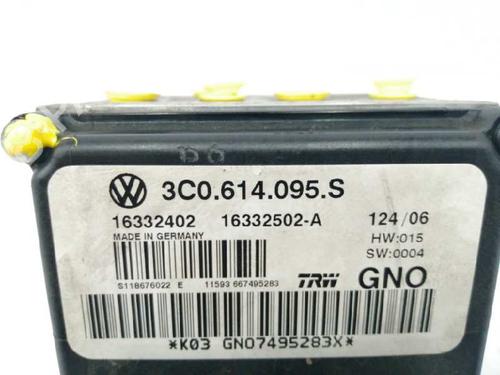 D6
3C0.614.095.S
16332402 16332502-A 124/06
MADE IN GERMANY HW:015
SW:0004
S118676022 E 11593 667495283 TRW GNO
*K03 GNO7495283X*